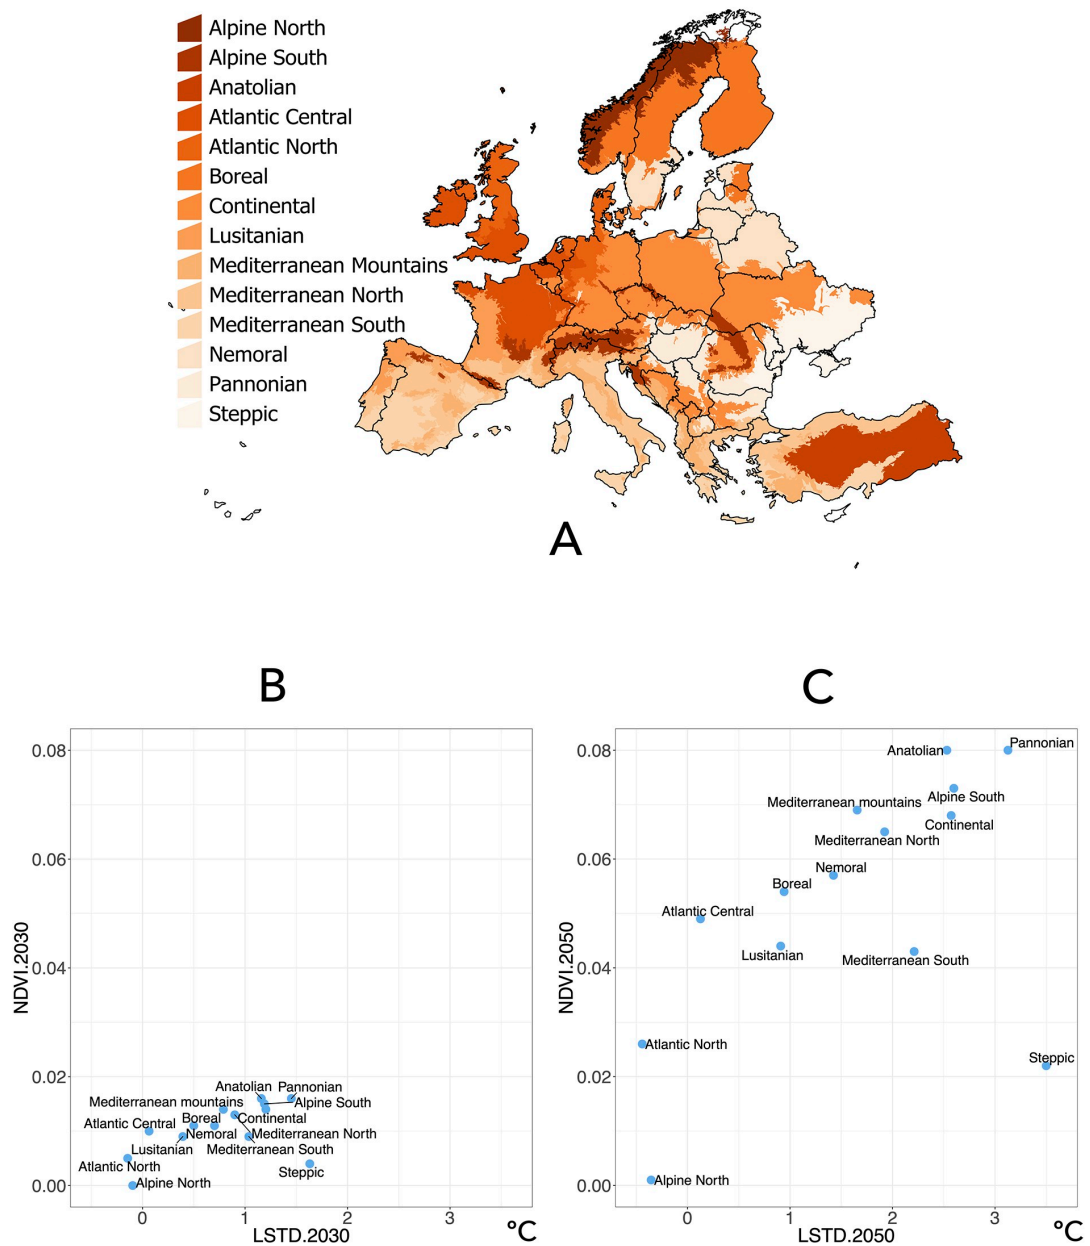 Alpine North
Alpine South
Anatolian
Atlantic Central
Atlantic North
Boreal
Continental
Lusitanian
Mediterranean Mountains
Mediterranean North
Mediterranean South
Nemoral
Pannonian
Steppic
A
B
0.08
0.06
0.04
0.02
0.00
NDVI.2030
Anatolian
Pannonian
Mediterranean mountains
Alpine South
Atlantic Central
Boreal
Continental
Nemoral
Mediterranean North
Lusitanian
Mediterranean South
Atlantic North
Steppic
Alpine North
0
1
2
3
LSTD.2030
°C
C
0.08
0.06
0.04
0.02
0.00
NDVI.2050
Pannonian
Anatolian
Alpine South
Mediterranean mountains
Continental
Mediterranean North
Nemoral
Boreal
Atlantic Central
Lusitanian
Mediterranean South
Atlantic North
Steppic
Alpine North
0
1
2
3
LSTD.2050
°C